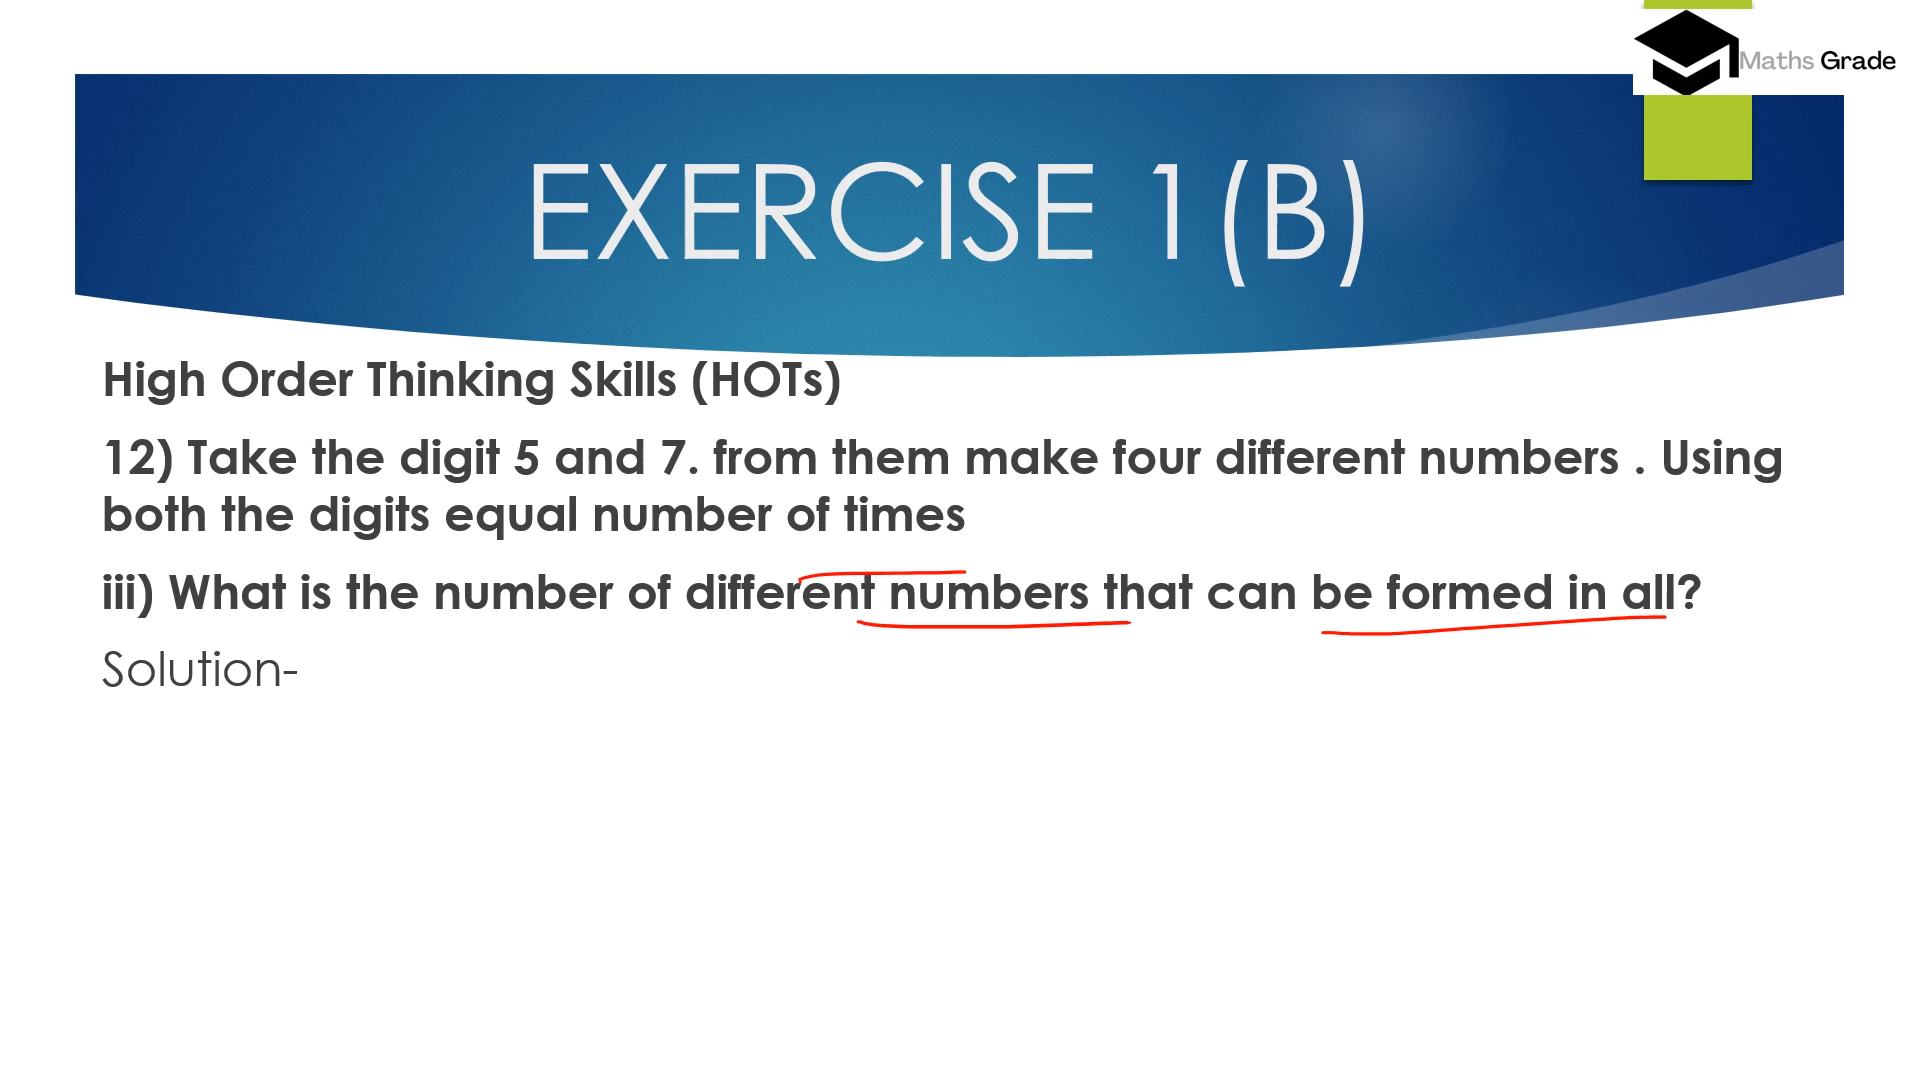 Maths Grade
EXERCISE 1(B)
High Order Thinking Skills (HOTs)
12) Take the digit 5 and 7. from them make four different numbers . Using
both the digits equal number of times
iii) What is the number of different numbers that can be formed in all?
Solution-